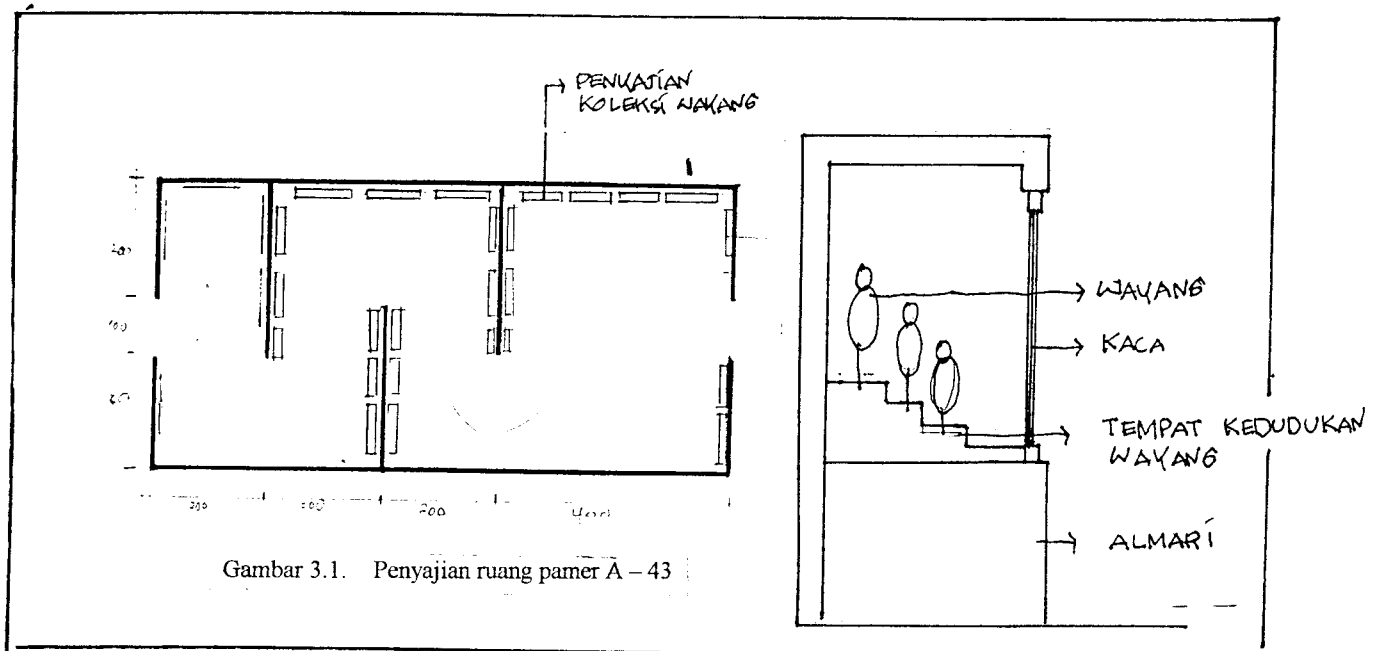 PENYAJIAN
KOLEKSI WAYANG
WAYANG
KACA
TEMPAT KEDUDUKAN
WAYANG
ALMARI
200
200
400
Gambar 3.1. Penyajian ruang pamer A – 43